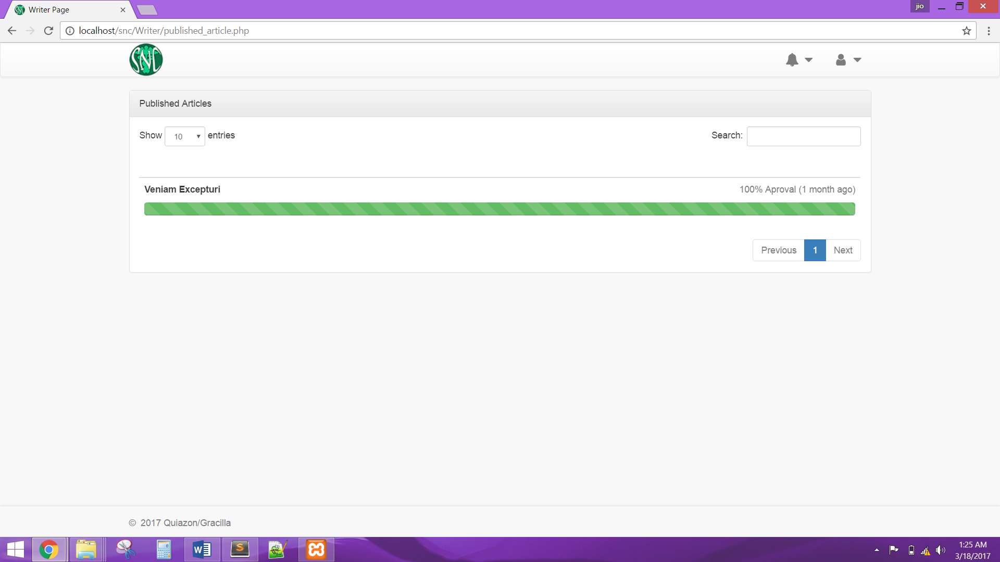 Writer Page
jio
localhost/snc/Writer/published_article.php
SNC
Published Articles
Show 10 entries
Search:
Veniam Excepturi
100% Aproval (1 month ago)
Previous 1 Next
© 2017 Quiazon/Gracilla
1:25 AM
3/18/2017